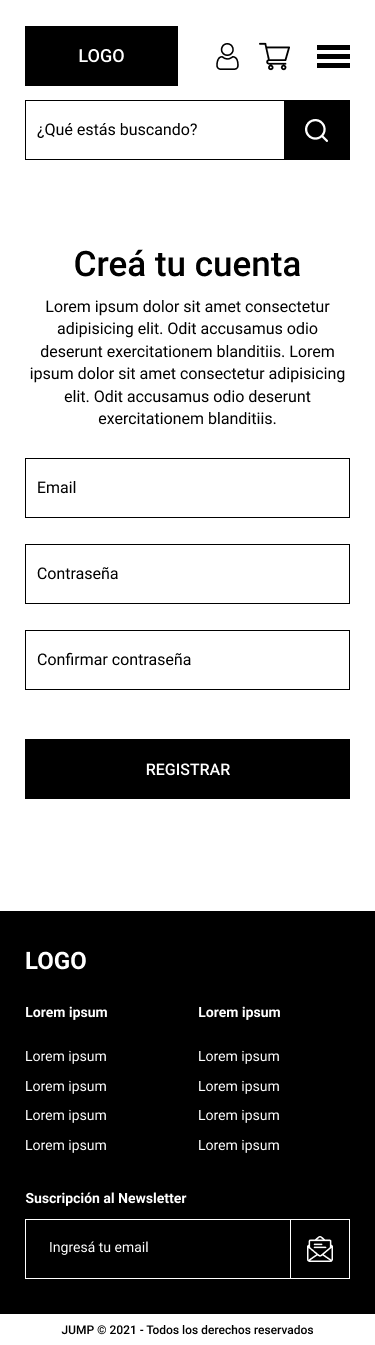 LOGO
¿Qué estás buscando?
Creá tu cuenta
Lorem ipsum dolor sit amet consectetur
adipisicing elit. Odit accusamus odio
deserunt exercitationem blanditiis. Lorem
ipsum dolor sit amet consectetur adipisicing
elit. Odit accusamus odio deserunt
exercitationem blanditiis.
Email
Contraseña
Confirmar contraseña
REGISTRAR
LOGO
Lorem ipsum
Lorem ipsum
Lorem ipsum
Lorem ipsum
Lorem ipsum
Lorem ipsum
Lorem ipsum
Lorem ipsum
Lorem ipsum
Lorem ipsum
Suscripción al Newsletter
Ingresá tu email
JUMP © 2021 - Todos los derechos reservados